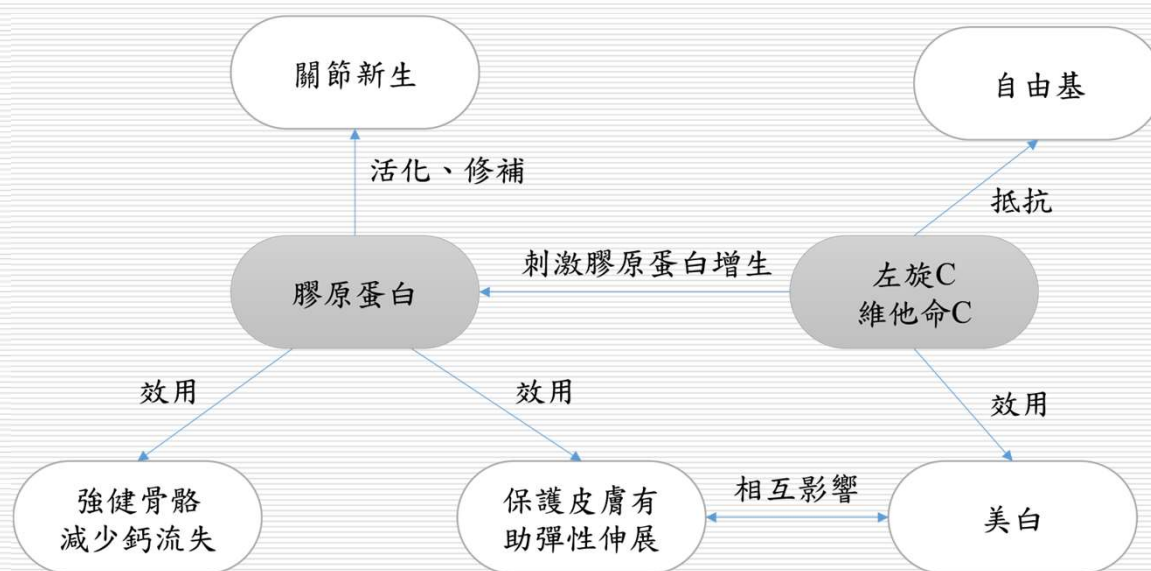 關節新生
自由基
活化、修補
抵抗
刺激膠原蛋白增生
膠原蛋白
左旋C
維他命C
效用
效用
效用
強健骨骼
減少鈣流失
保護皮膚有
助彈性伸展
相互影響
美白